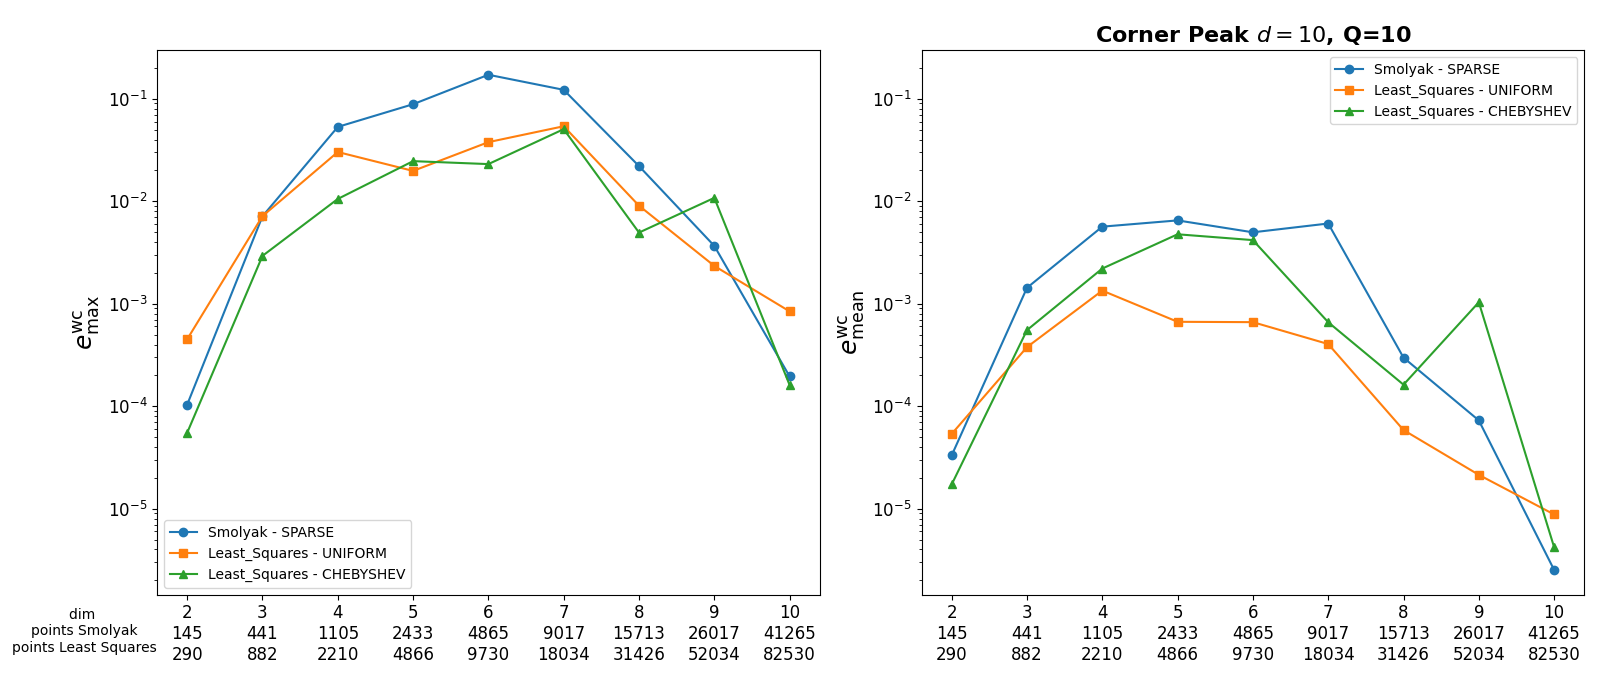 Corner Peak d = 10, Q=10
10⁻¹
10⁻²
10⁻³
10⁻⁴
10⁻⁵
e^wc_max
Smolyak - SPARSE
Least_Squares - UNIFORM
Least_Squares - CHEBYSHEV
dim 2 3 4 5 6 7 8 9 10
points Smolyak 145 441 1105 2433 4865 9017 15713 26017 41265
points Least Squares 290 882 2210 4866 9730 18034 31426 52034 82530
Smolyak - SPARSE
Least_Squares - UNIFORM
Least_Squares - CHEBYSHEV
10⁻¹
10⁻²
10⁻³
10⁻⁴
10⁻⁵
e^wc_mean
2 3 4 5 6 7 8 9 10
145 441 1105 2433 4865 9017 15713 26017 41265
290 882 2210 4866 9730 18034 31426 52034 82530